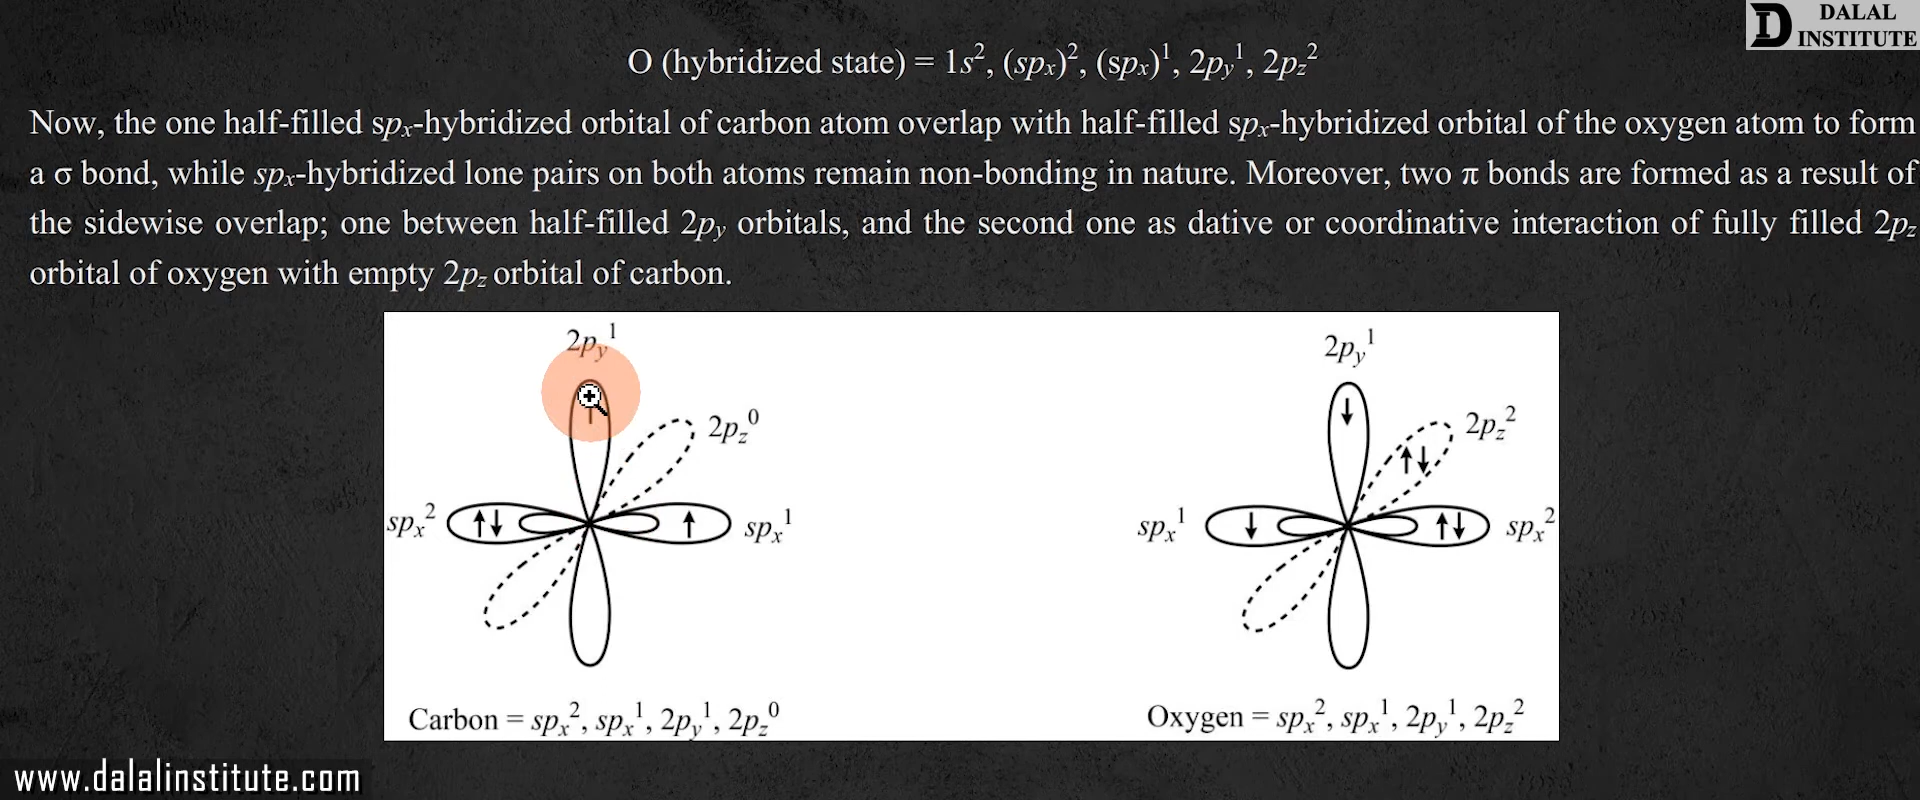 DALAL
INSTITUTE
O (hybridized state) = 1s², (spₓ)², (spₓ)¹, 2p_y¹, 2p_z²
Now, the one half-filled spₓ-hybridized orbital of carbon atom overlap with half-filled spₓ-hybridized orbital of the oxygen atom to form
a σ bond, while spₓ-hybridized lone pairs on both atoms remain non-bonding in nature. Moreover, two π bonds are formed as a result of
the sidewise overlap; one between half-filled 2p_y orbitals, and the second one as dative or coordinative interaction of fully filled 2p_z
orbital of oxygen with empty 2p_z orbital of carbon.
2p_y¹
2p_z⁰
spₓ²
spₓ¹
Carbon = spₓ², spₓ¹, 2p_y¹, 2p_z⁰
2p_y¹
2p_z²
spₓ¹
spₓ²
Oxygen = spₓ², spₓ¹, 2p_y¹, 2p_z²
www.dalalinstitute.com